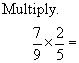 Multiply.
7/9 × 2/5 =